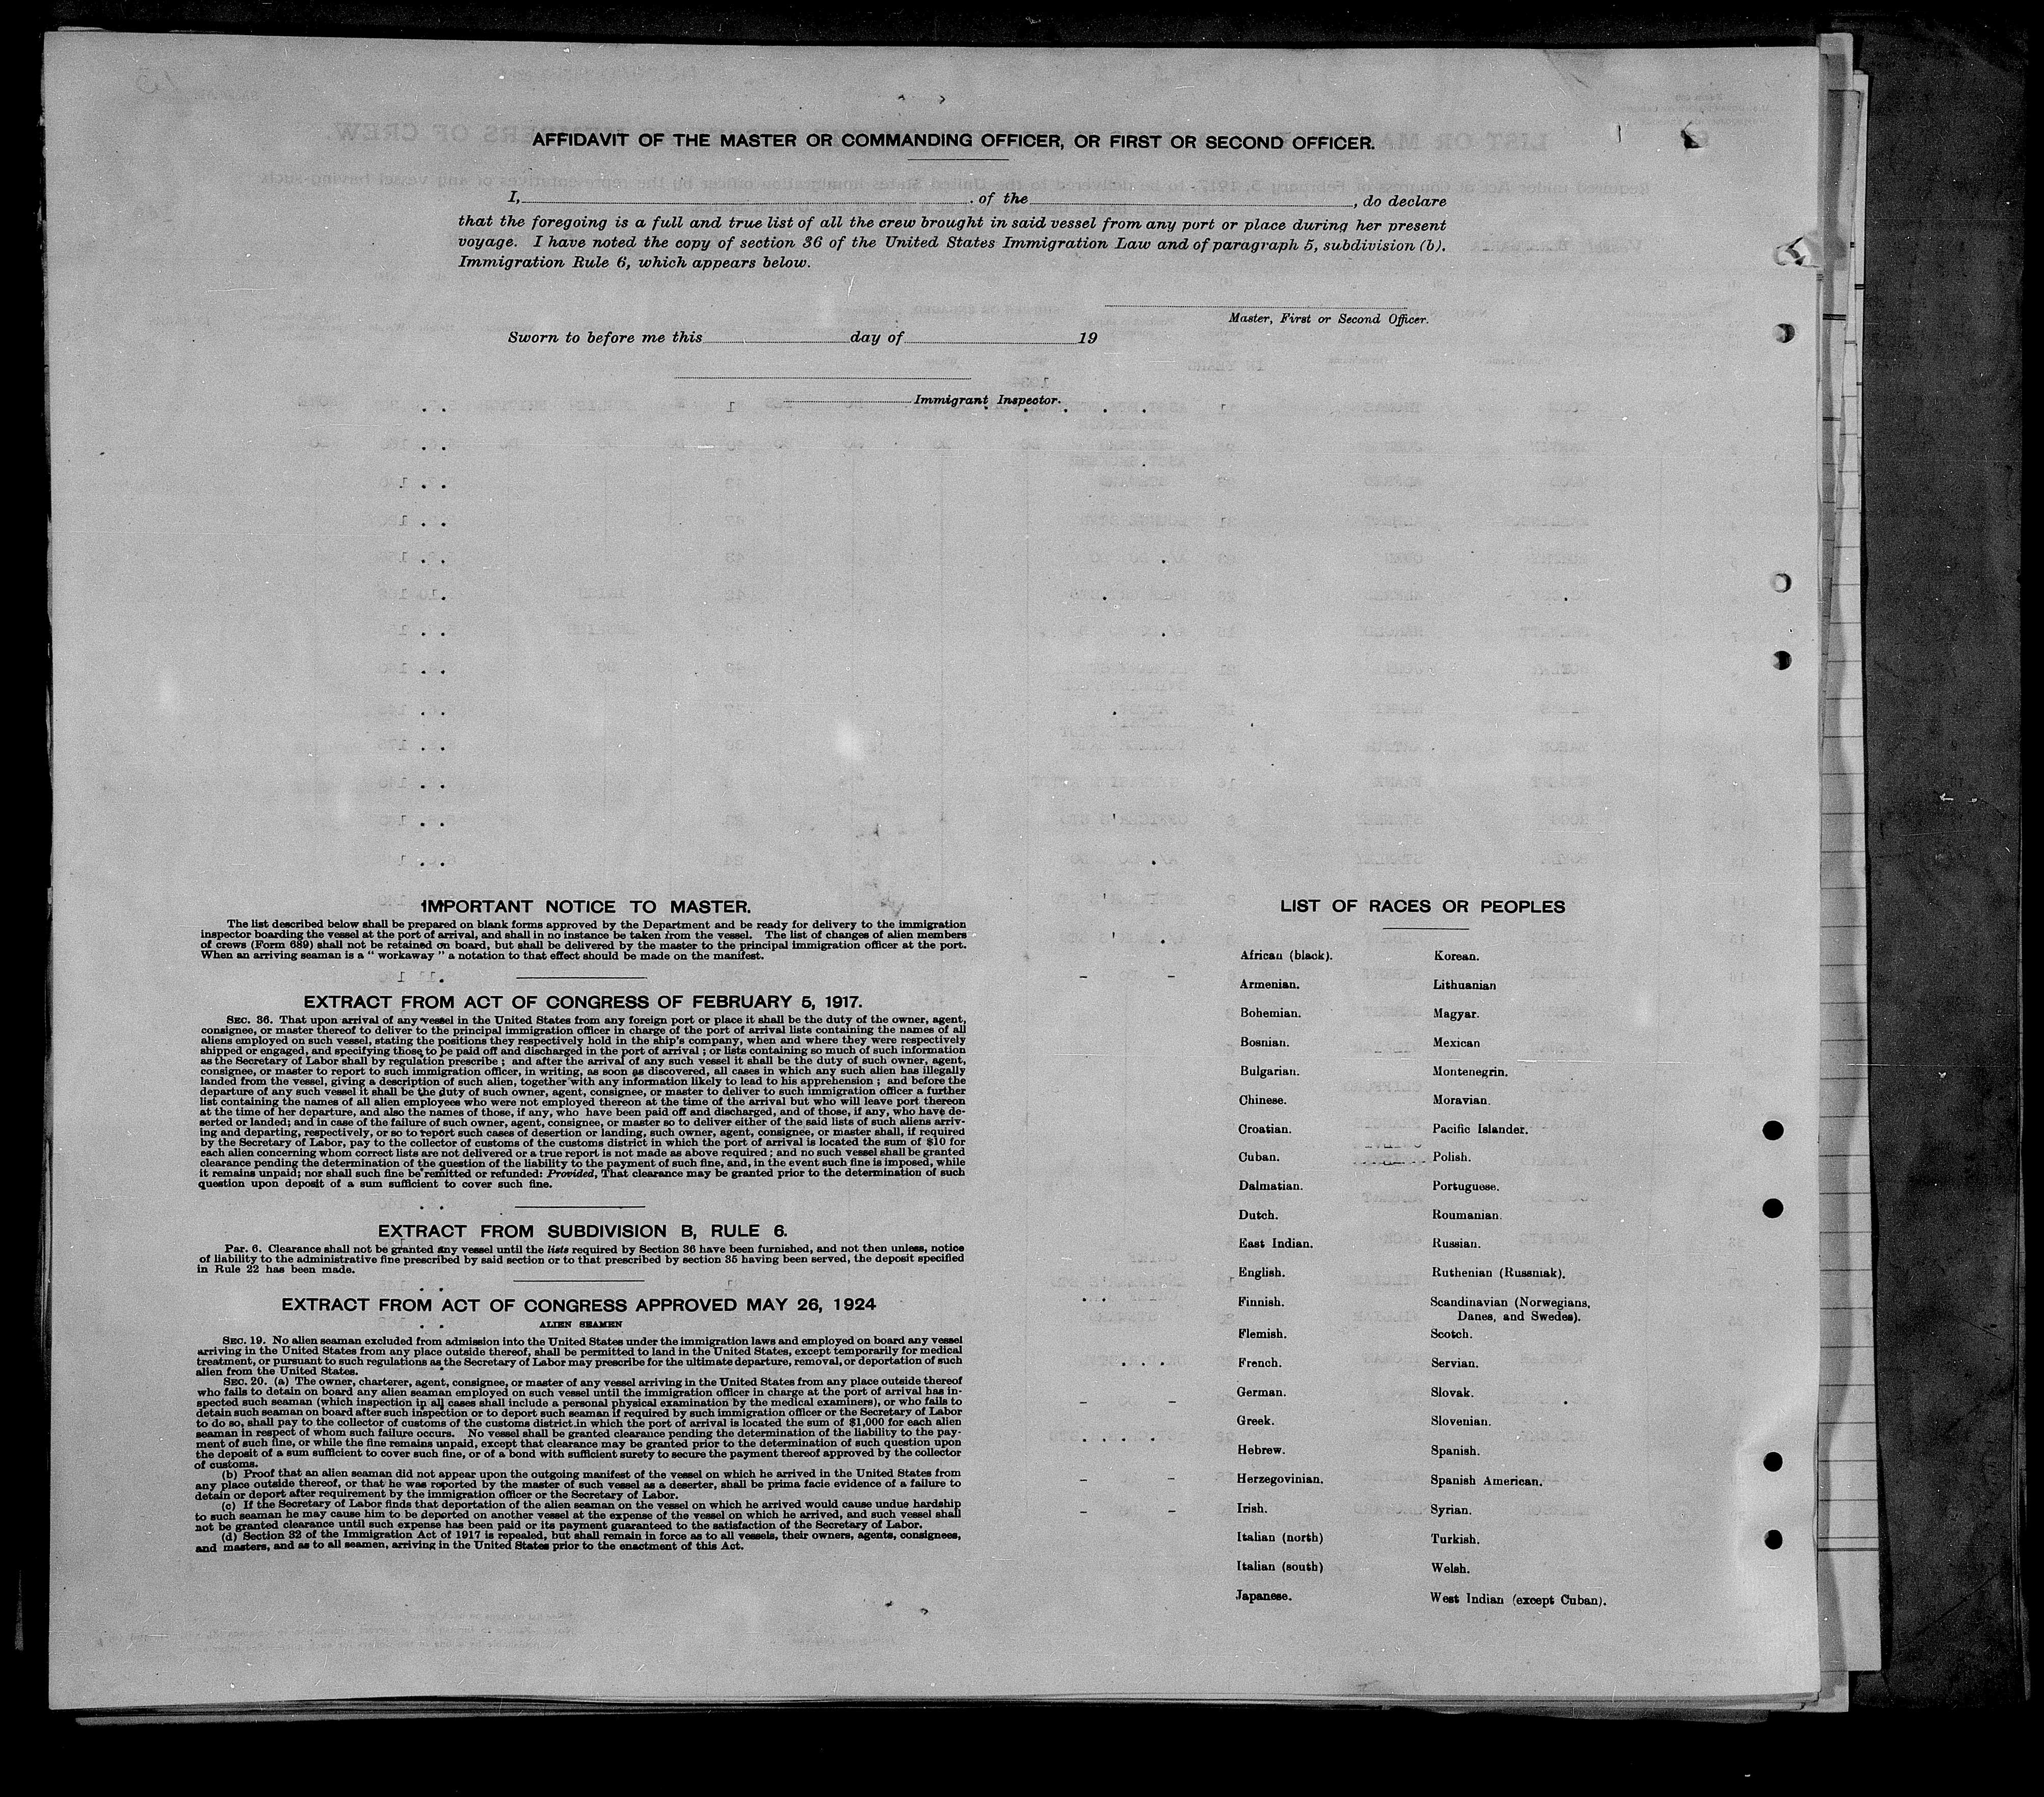 AFFIDAVIT OF THE MASTER OR COMMANDING OFFICER, OR FIRST OR SECOND OFFICER.
I, of the , do declare
that the foregoing is a full and true list of all the crew brought in said vessel from any port or place during her present
voyage. I have noted the copy of section 36 of the United States Immigration Law and of paragraph 5, subdivision (b).
Immigration Rule 6, which appears below.
Master, First or Second Officer.
Sworn to before me this day of 19
Immigrant Inspector.
IMPORTANT NOTICE TO MASTER.
The list described below shall be prepared on blank forms approved by the Department and be ready for delivery to the immigration
inspector boarding the vessel at the port of arrival, and shall in no instance be taken from the vessel. The list of changes of alien members
of crews (Form 689) shall not be retained on board, but shall be delivered by the master to the principal immigration officer at the port.
When an arriving seaman is a "workaway" a notation to that effect should be made on the manifest.
EXTRACT FROM ACT OF CONGRESS OF FEBRUARY 5, 1917.
SEC. 36. That upon arrival of any vessel in the United States from any foreign port or place it shall be the duty of the owner, agent,
consignee, or master thereof to deliver to the principal immigration officer in charge of the port of arrival lists containing the names of all
aliens employed on such vessel, stating the positions they respectively hold in the ship's company, when and where they were respectively
shipped or engaged, and specifying those to be paid off and discharged in the port of arrival; or lists containing so much of such information
as the Secretary of Labor shall by regulation prescribe; and after the arrival of any such vessel it shall be the duty of such owner, agent,
consignee, or master to report to such immigration officer, in writing, as soon as discovered, all cases in which any such alien has illegally
landed from the vessel, giving a description of such alien, together with any information likely to lead to his apprehension; and before the
departure of any such vessel it shall be the duty of such owner, agent, consignee, or master to deliver to such immigration officer a further
list containing the names of all alien employees who were not employed thereon at the time of the arrival but who will leave port thereon
at the time of her departure, and also the names of those, if any, who have been paid off and discharged, and of those, if any, who have de-
serted or landed; and in case of the failure of such owner, agent, consignee, or master so to deliver either of the said lists of such aliens arriv-
ing and departing, respectively, or so to report such cases of desertion or landing, such owner, agent, consignee, or master shall, if required
by the Secretary of Labor, pay to the collector of customs of the customs district in which the port of arrival is located the sum of $10 for
each alien concerning whom correct lists are not delivered or a true report is not made as above required; and no such vessel shall be granted
clearance pending the determination of the question of the liability to the payment of such fine, and, in the event such fine is imposed, while
it remains unpaid; nor shall such fine be remitted or refunded: Provided, That clearance may be granted prior to the determination of such
question upon deposit of a sum sufficient to cover such fine.
EXTRACT FROM SUBDIVISION B, RULE 6.
Par. 6. Clearance shall not be granted any vessel until the lists required by Section 36 have been furnished, and not then unless, notice
of liability to the administrative fine prescribed by said section or to that prescribed by section 35 having been served, the deposit specified
in Rule 22 has been made.
EXTRACT FROM ACT OF CONGRESS APPROVED MAY 26, 1924
ALIEN SEAMEN
SEC. 19. No alien seaman excluded from admission into the United States under the immigration laws and employed on board any vessel
arriving in the United States from any place outside thereof, shall be permitted to land in the United States, except temporarily for medical
treatment, or pursuant to such regulations as the Secretary of Labor may prescribe for the ultimate departure, removal, or deportation of such
alien from the United States.
SEC. 20. (a) The owner, charterer, agent, consignee, or master of any vessel arriving in the United States from any place outside thereof
who fails to detain on board any alien seaman employed on such vessel until the immigration officer in charge at the port of arrival has in-
spected such seaman (which inspection in all cases shall include a personal physical examination by the medical examiners), or who fails to
detain such seaman on board after such inspection or to deport such seaman if required by such immigration officer or the Secretary of Labor
to do so, shall pay to the collector of customs of the customs district in which the port of arrival is located the sum of $1,000 for each alien
seaman in respect of whom such failure occurs. No vessel shall be granted clearance pending the determination of the liability to the pay-
ment of such fine, or while the fine remains unpaid, except that clearance may be granted prior to the determination of such question upon
the deposit of a sum sufficient to cover such fine, or of a bond with sufficient surety to secure the payment thereof approved by the collector
of customs.
(b) Proof that an alien seaman did not appear upon the outgoing manifest of the vessel on which he arrived in the United States from
any place outside thereof, or that he was reported by the master of such vessel as a deserter, shall be prima facie evidence of a failure to
detain or deport after requirement by the immigration officer or the Secretary of Labor.
(c) If the Secretary of Labor finds that deportation of the alien seaman on the vessel on which he arrived would cause undue hardship
to such seaman he may cause him to be deported on another vessel at the expense of the vessel on which he arrived, and such vessel shall
not be granted clearance until such expense has been paid or its payment guaranteed to the satisfaction of the Secretary of Labor.
(d) Section 32 of the Immigration Act of 1917 is repealed, but shall remain in force as to all vessels, their owners, agents, consignees,
and masters, and as to all seamen, arriving in the United States prior to the enactment of this Act.
LIST OF RACES OR PEOPLES
African (black).
Armenian.
Bohemian.
Bosnian.
Bulgarian.
Chinese.
Croatian.
Cuban.
Dalmatian.
Dutch.
East Indian.
English.
Finnish.
Flemish.
French.
German.
Greek.
Hebrew.
Herzegovinian.
Irish.
Italian (north)
Italian (south)
Japanese.
Korean.
Lithuanian
Magyar.
Mexican
Montenegrin.
Moravian.
Pacific Islander.
Polish.
Portuguese.
Roumanian.
Russian.
Ruthenian (Russniak).
Scandinavian (Norwegians,
Danes, and Swedes).
Scotch.
Servian.
Slovak.
Slovenian.
Spanish.
Spanish American.
Syrian.
Turkish.
Welsh.
West Indian (except Cuban).